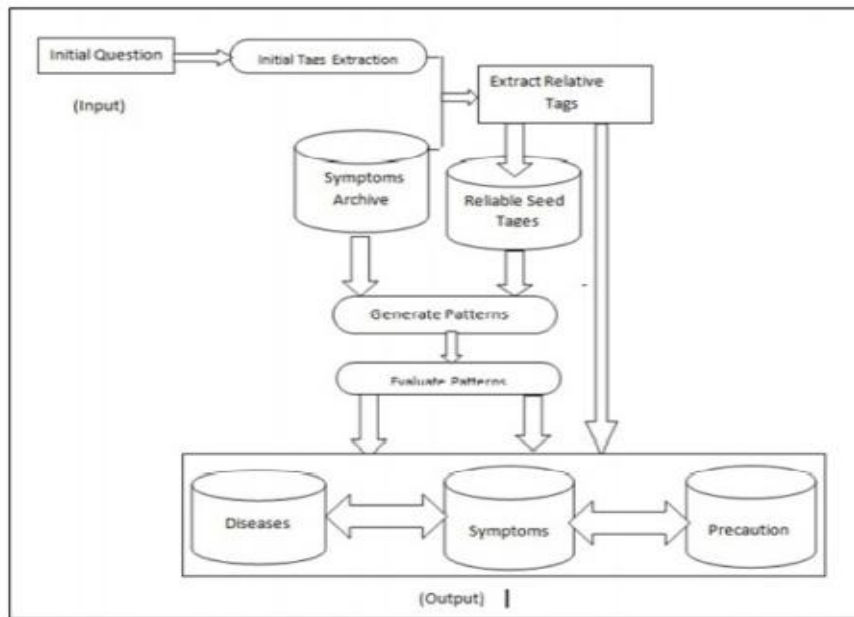 Initial Question
Initial Tags Extraction
(Input)
Extract Relative
Tags
Symptoms
Archive
Reliable Seed
Tages
Generate Patterns
Evaluate Patterns
Diseases
Symptoms
Precaution
(Output)